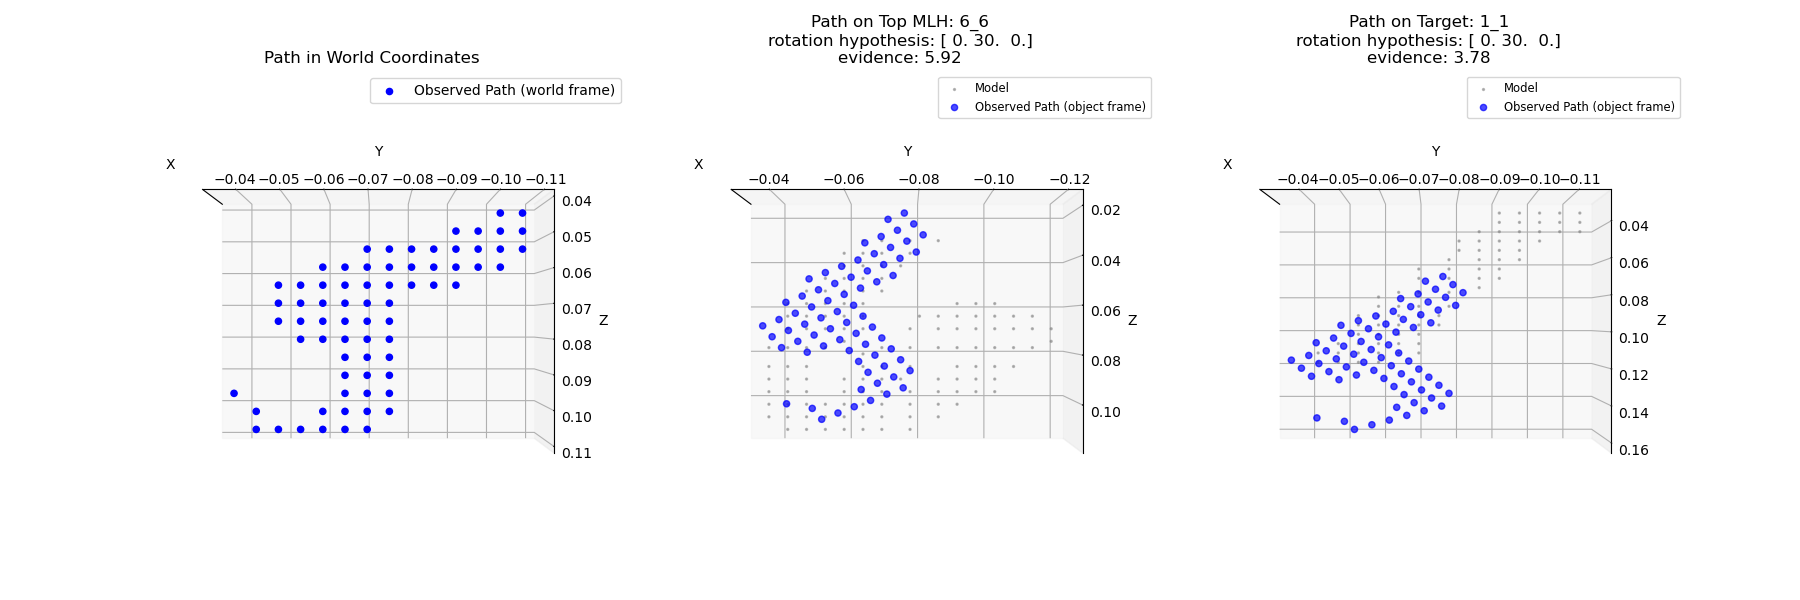 Path in World Coordinates
Observed Path (world frame)
X
Y
−0.04 −0.05 −0.06 −0.07 −0.08 −0.09 −0.10 −0.11
0.04
0.05
0.06
0.07
Z
0.08
0.09
0.10
0.11
Path on Top MLH: 6_6
rotation hypothesis: [ 0. 30.  0.]
evidence: 5.92
Model
Observed Path (object frame)
X
Y
−0.04 −0.06 −0.08 −0.10 −0.12
0.02
0.04
0.06
Z
0.08
0.10
Path on Target: 1_1
rotation hypothesis: [ 0. 30.  0.]
evidence: 3.78
Model
Observed Path (object frame)
X
Y
−0.04 −0.05 −0.06 −0.07 −0.08 −0.09 −0.10 −0.11
0.04
0.06
0.08
Z
0.10
0.12
0.14
0.16